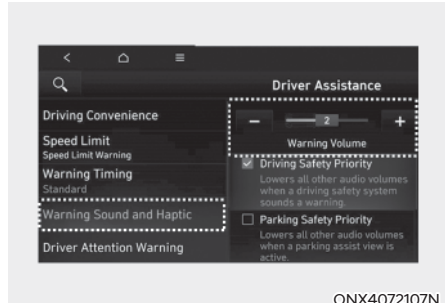 Driver Assistance
Driving Convenience
Speed Limit
Speed Limit Warning
Warning Timing
Standard
Warning Sound and Haptic
Driver Attention Warning
− 2 +
Warning Volume
Driving Safety Priority
Lowers all other audio volumes
when a driving safety system
sounds a warning.
Parking Safety Priority
Lowers all other audio volumes
when a parking assist view is
active.
ONX4072107N